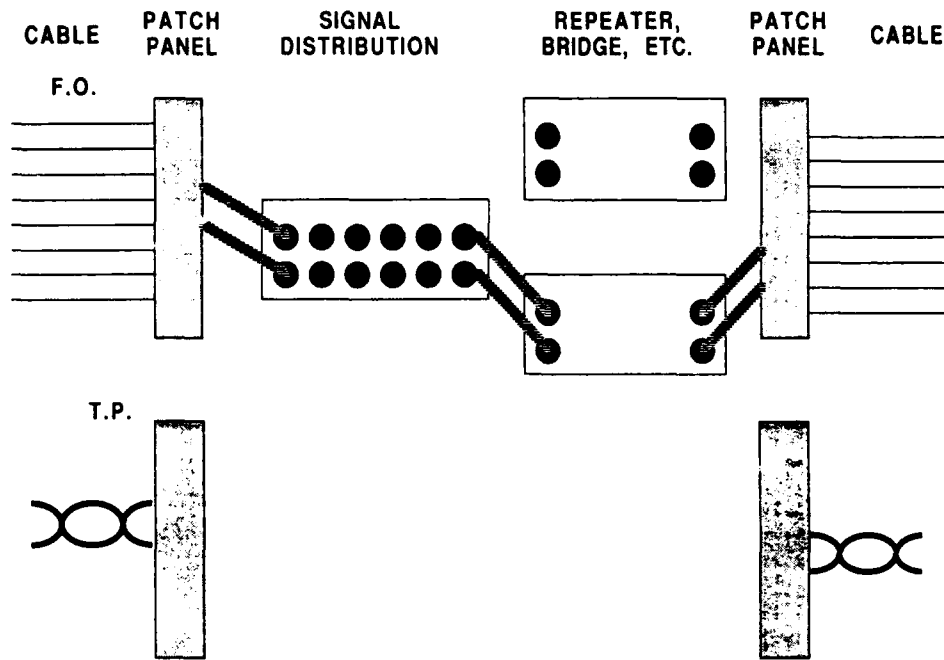 CABLE
PATCH
PANEL
SIGNAL
DISTRIBUTION
REPEATER,
BRIDGE, ETC.
PATCH
PANEL
CABLE
F.O.
T.P.